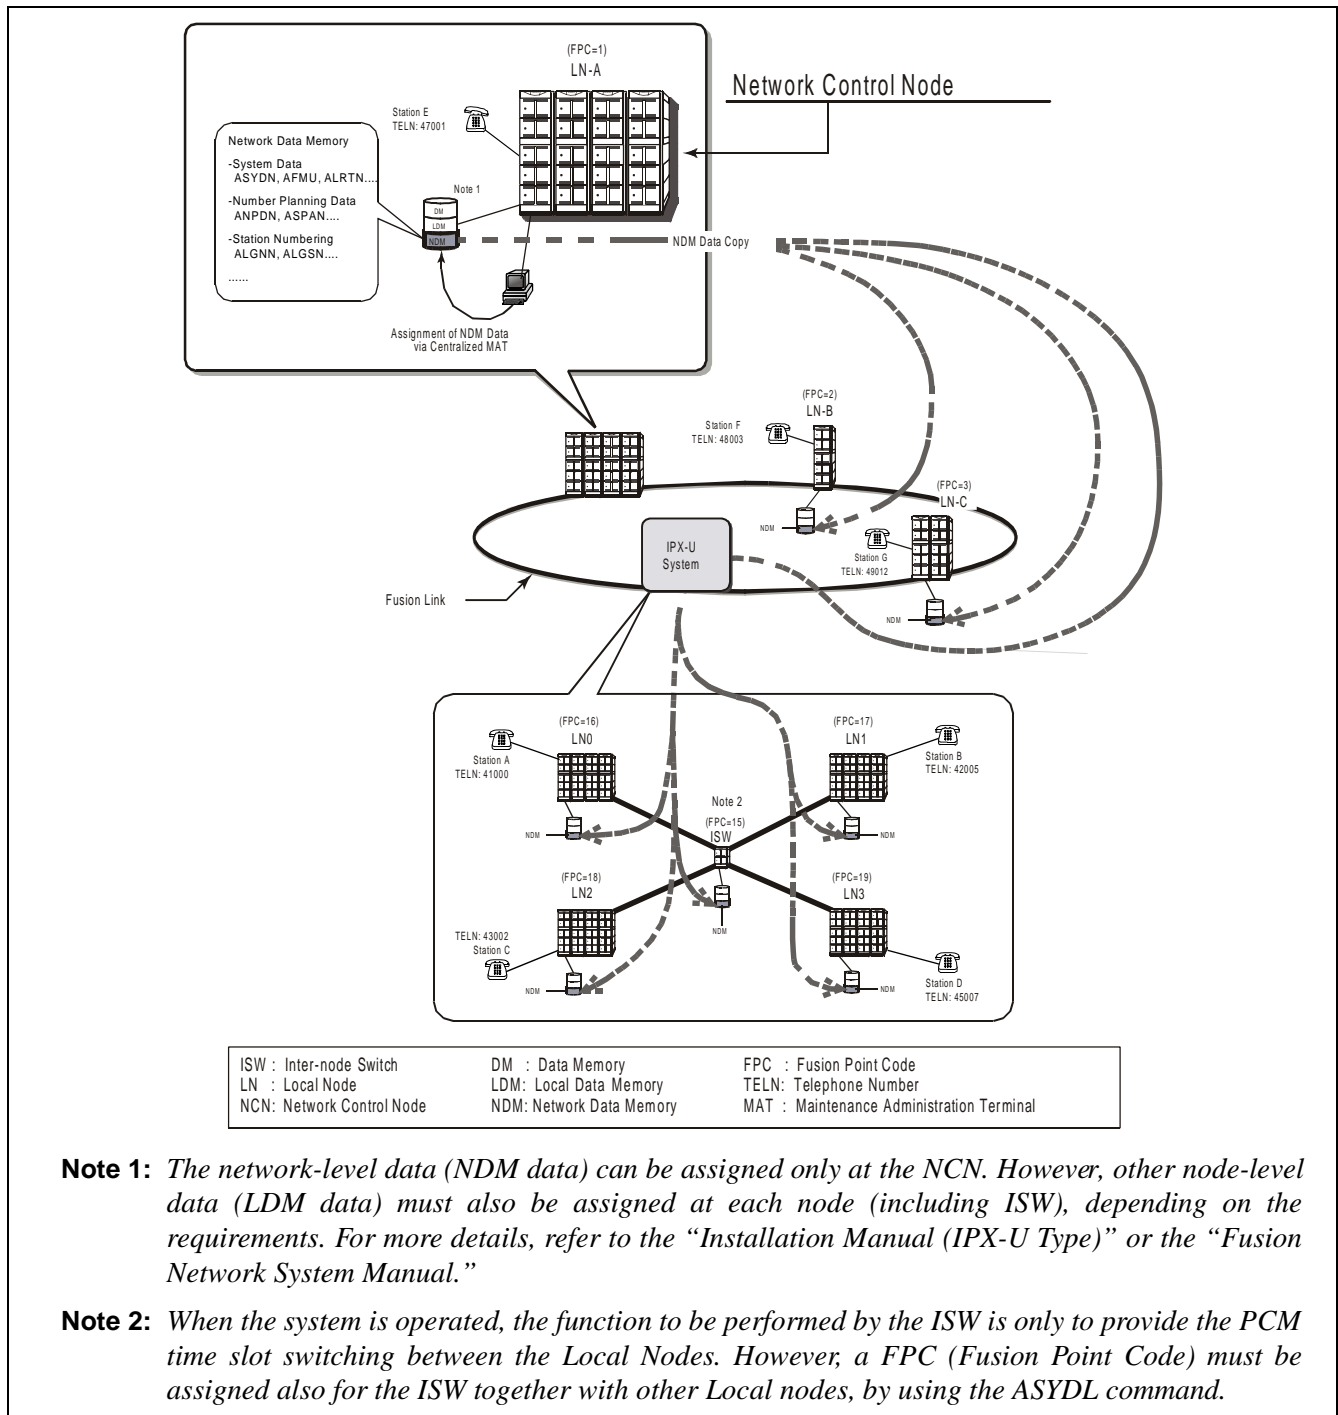 (FPC=1)
LN-A
Network Control Node
Station E
TELN: 47001
Network Data Memory
-System Data
ASYDN, AFMU, ALRTN....
-Number Planning Data
ANPDN, ASPAN....
-Station Numbering
ALGNN, ALGSN....
......
Note 1
DM
LDM
NDM
NDM Data Copy
Assignment of NDM Data
via Centralized MAT
(FPC=2)
LN-B
Station F
TELN: 48003
NDM
(FPC=3)
LN-C
Station G
TELN: 49012
NDM
IPX-U
System
Fusion Link
(FPC=16)
LN0
Station A
TELN: 41000
NDM
(FPC=17)
LN1
Station B
TELN: 42005
NDM
Note 2
(FPC=15)
ISW
NDM
(FPC=18)
LN2
TELN: 43002
Station C
NDM
(FPC=19)
LN3
Station D
TELN: 45007
NDM
ISW : Inter-node Switch DM : Data Memory FPC : Fusion Point Code
LN : Local Node LDM: Local Data Memory TELN: Telephone Number
NCN: Network Control Node NDM: Network Data Memory MAT : Maintenance Administration Terminal
Note 1: The network-level data (NDM data) can be assigned only at the NCN. However, other node-level
data (LDM data) must also be assigned at each node (including ISW), depending on the
requirements. For more details, refer to the “Installation Manual (IPX-U Type)” or the “Fusion
Network System Manual.”
Note 2: When the system is operated, the function to be performed by the ISW is only to provide the PCM
time slot switching between the Local Nodes. However, a FPC (Fusion Point Code) must be
assigned also for the ISW together with other Local nodes, by using the ASYDL command.